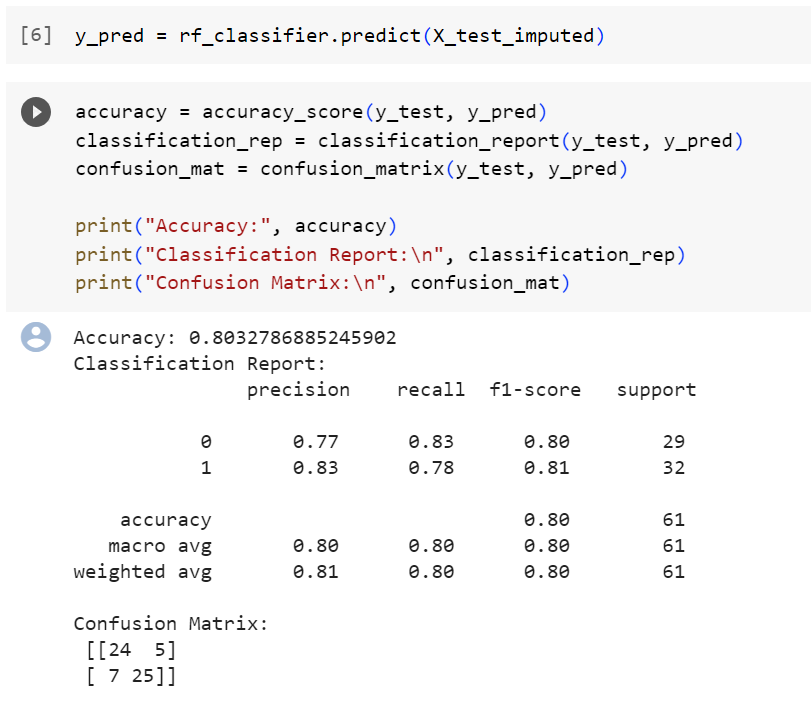 [6] y_pred = rf_classifier.predict(X_test_imputed)
accuracy = accuracy_score(y_test, y_pred)
classification_rep = classification_report(y_test, y_pred)
confusion_mat = confusion_matrix(y_test, y_pred)
print("Accuracy:", accuracy)
print("Classification Report:\n", classification_rep)
print("Confusion Matrix:\n", confusion_mat)
Accuracy: 0.8032786885245902
Classification Report:
precision recall f1-score support
0 0.77 0.83 0.80 29
1 0.83 0.78 0.81 32
accuracy 0.80 61
macro avg 0.80 0.80 0.80 61
weighted avg 0.81 0.80 0.80 61
Confusion Matrix:
[[24 5]
[ 7 25]]